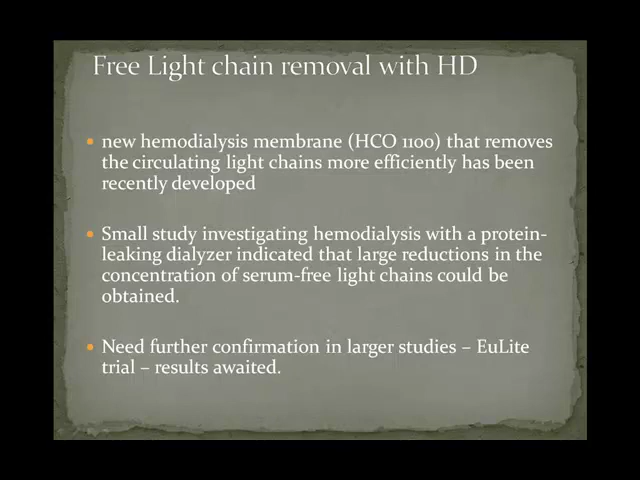 Free Light chain removal with HD
new hemodialysis membrane (HCO 1100) that removes
the circulating light chains more efficiently has been
recently developed
Small study investigating hemodialysis with a protein-
leaking dialyzer indicated that large reductions in the
concentration of serum-free light chains could be
obtained.
Need further confirmation in larger studies – EuLite
trial – results awaited.